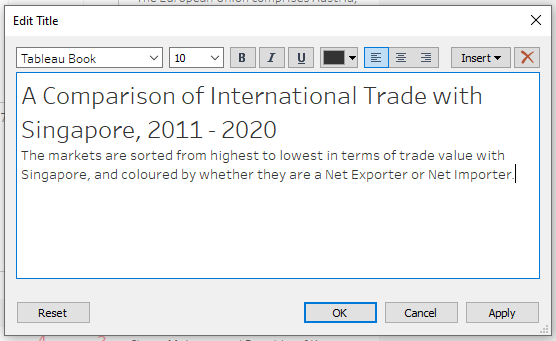 The European Union comprises Austria,
Edit Title
Tableau Book 10 B I U Insert
A Comparison of International Trade with
Singapore, 2011 - 2020
The markets are sorted from highest to lowest in terms of trade value with
Singapore, and coloured by whether they are a Net Exporter or Net Importer.
Reset OK Cancel Apply